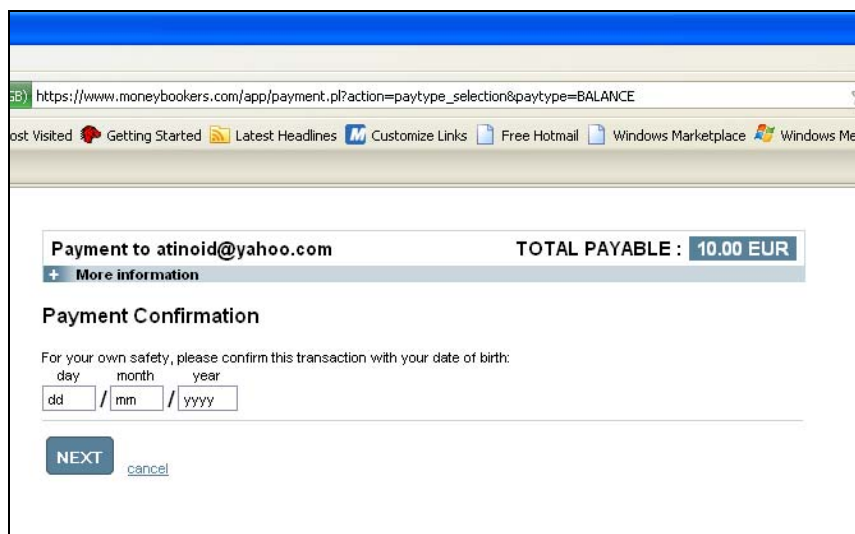 GB) https://www.moneybookers.com/app/payment.pl?action=paytype_selection&paytype=BALANCE
ost Visited Getting Started Latest Headlines Customize Links Free Hotmail Windows Marketplace Windows Me
Payment to atinoid@yahoo.com TOTAL PAYABLE : 10.00 EUR
+ More information
Payment Confirmation
For your own safety, please confirm this transaction with your date of birth:
day month year
dd / mm / yyyy
NEXT cancel